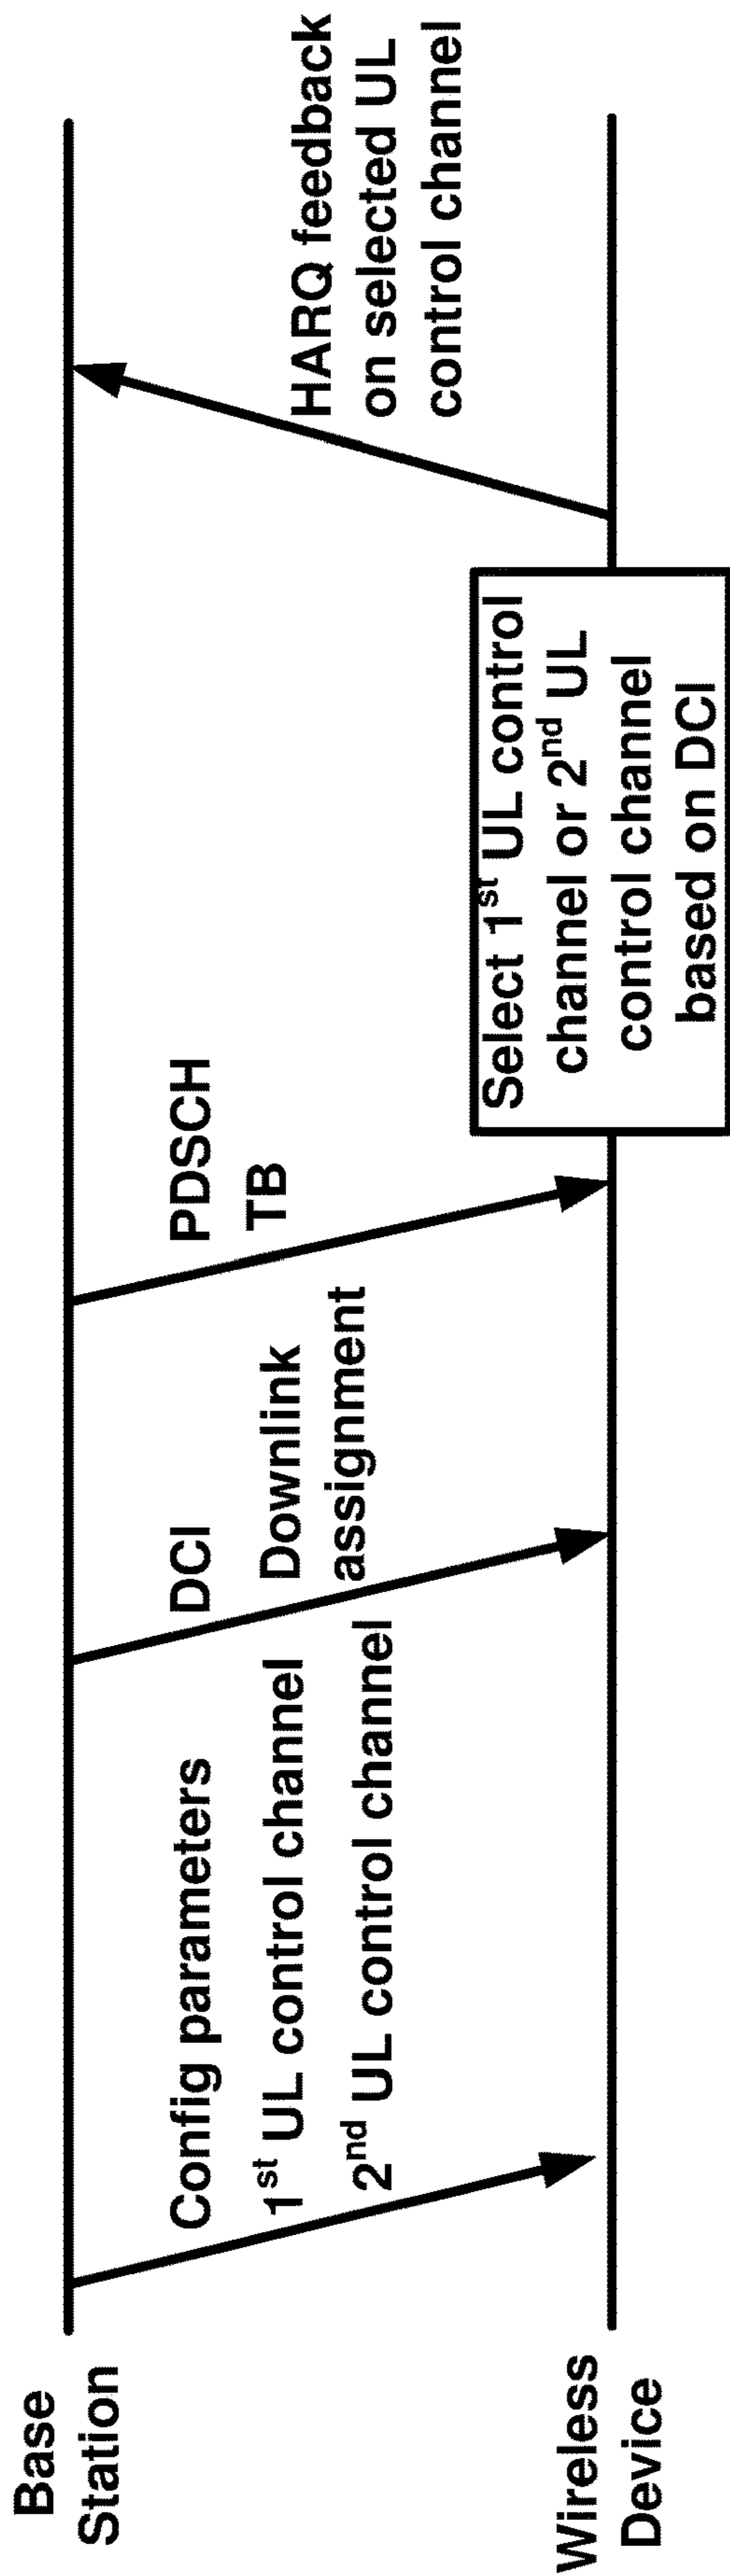 Base
Station
Config parameters
1st UL control channel
2nd UL control channel
DCI
Downlink
assignment
PDSCH
TB
HARQ feedback
on selected UL
control channel
Select 1st UL control
channel or 2nd UL
control channel
based on DCI
Wireless
Device